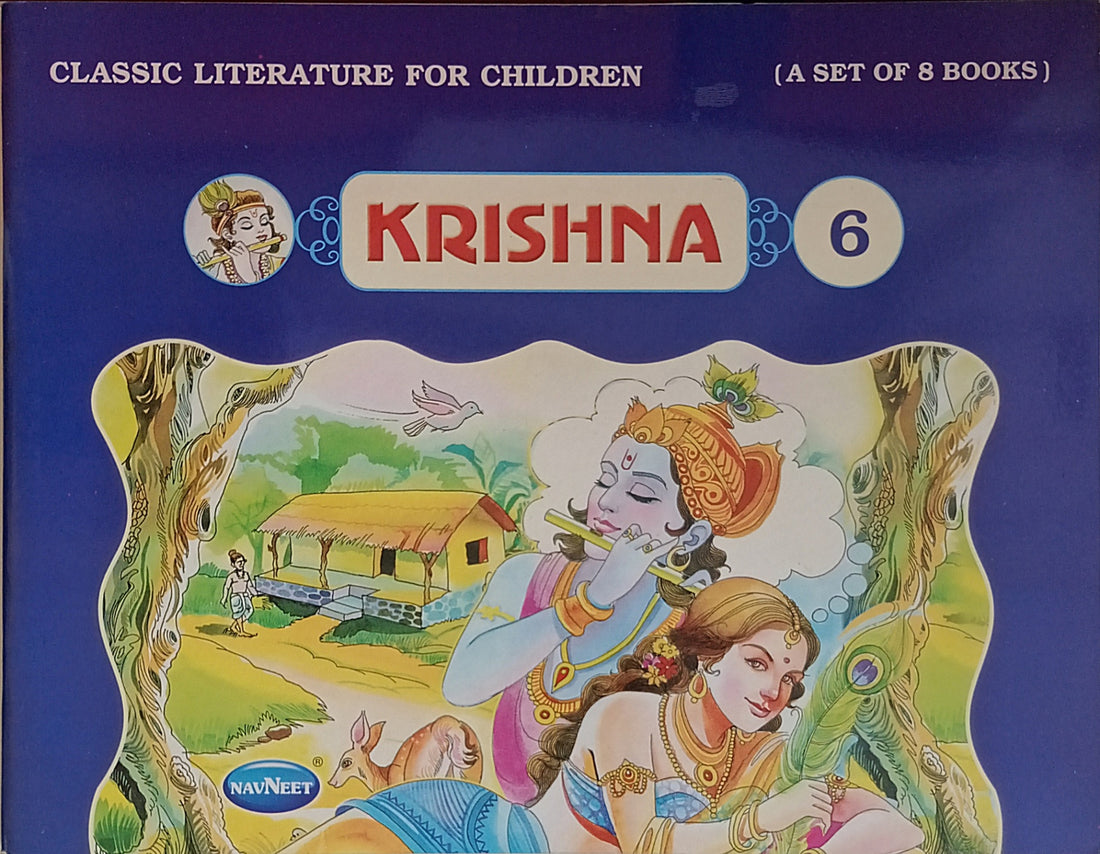 CLASSIC LITERATURE FOR CHILDREN
(A SET OF 8 BOOKS)
KRISHNA
6
NAVNEET ®